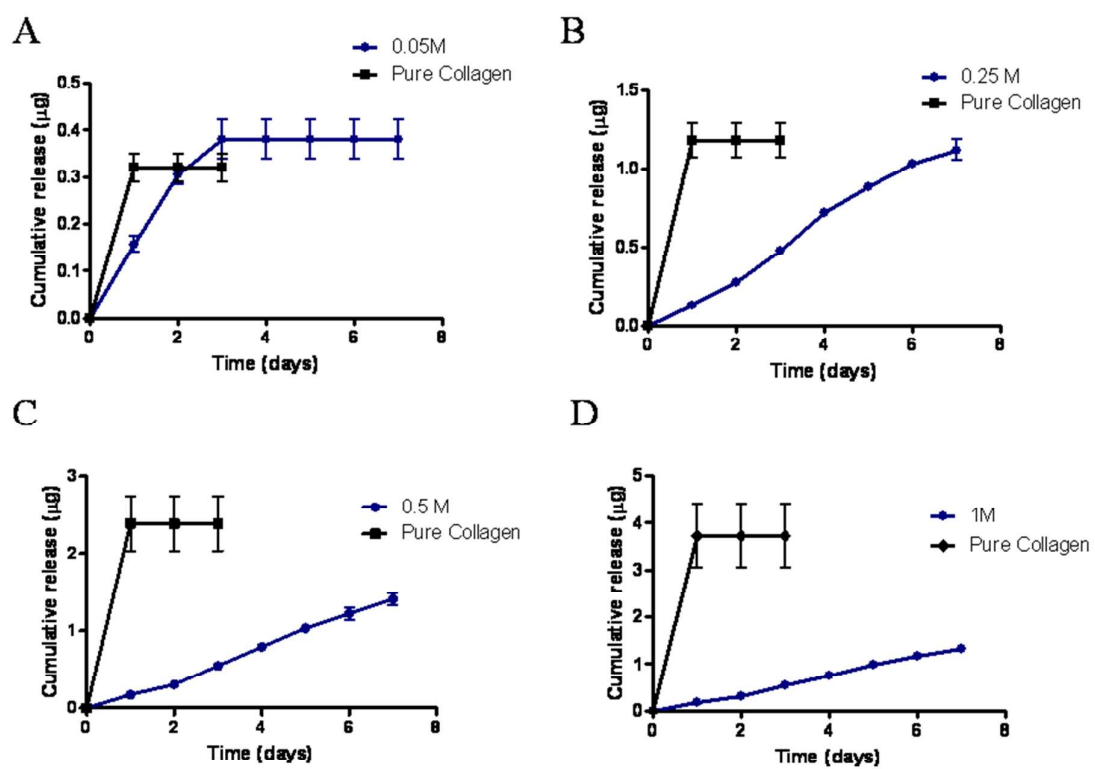 A
0.05M
Pure Collagen
Cumulative release (μg)
0.5
0.4
0.3
0.2
0.1
0.0
0 2 4 6 8
Time (days)
B
0.25 M
Pure Collagen
Cumulative release (μg)
1.5
1.0
0.5
0.0
0 2 4 6 8
Time (days)
C
0.5 M
Pure Collagen
Cumulative release (μg)
3
2
1
0
0 2 4 6 8
Time (days)
D
1M
Pure Collagen
Cumulative release (μg)
5
4
3
2
1
0
0 2 4 6 8
Time (days)